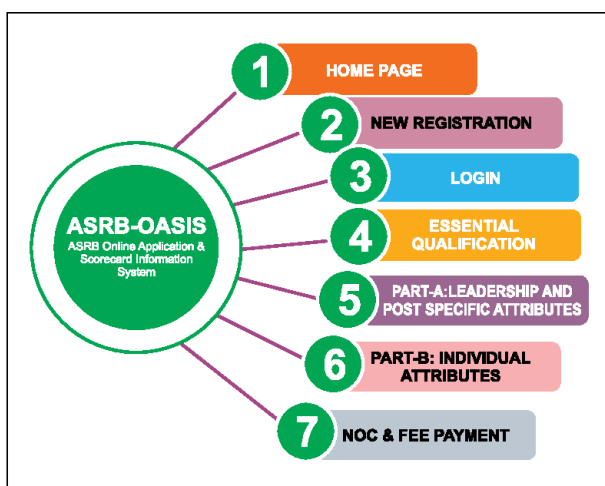 1
HOME PAGE
2
NEW REGISTRATION
3
LOGIN
ASRB-OASIS
ASRB Online Application &
Scorecard Information
System
4
ESSENTIAL
QUALIFICATION
5
PART-A:LEADERSHIP AND
POST SPECIFIC ATTRIBUTES
6
PART-B: INDIVIDUAL
ATTRIBUTES
7
NOC & FEE PAYMENT